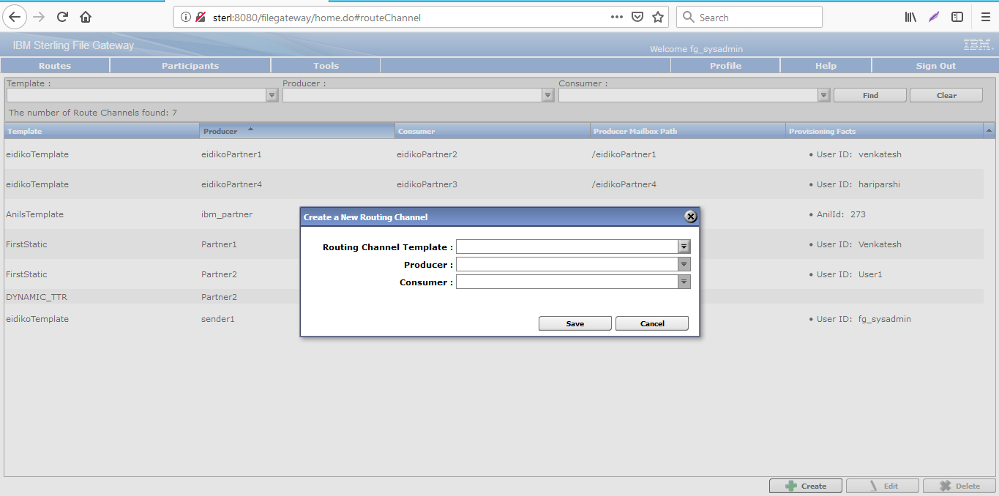 sterl:8080/filegateway/home.do#routeChannel
Search
IBM Sterling File Gateway
Welcome fg_sysadmin
IBM.
Routes Participants Tools Profile Help Sign Out
Template : Producer : Consumer :
Find Clear
The number of Route Channels found: 7
Template Producer Consumer Producer Mailbox Path Provisioning Facts
eidikoTemplate eidikoPartner1 eidikoPartner2 /eidikoPartner1 • User ID: venkatesh
eidikoTemplate eidikoPartner4 eidikoPartner3 /eidikoPartner4 • User ID: hariparshi
AnilsTemplate ibm_partner • AnilId: 273
FirstStatic Partner1 • User ID: Venkatesh
FirstStatic Partner2 • User ID: User1
DYNAMIC_TTR Partner2
eidikoTemplate sender1 • User ID: fg_sysadmin
Create a New Routing Channel
Routing Channel Template :
Producer :
Consumer :
Save Cancel
Create Edit Delete